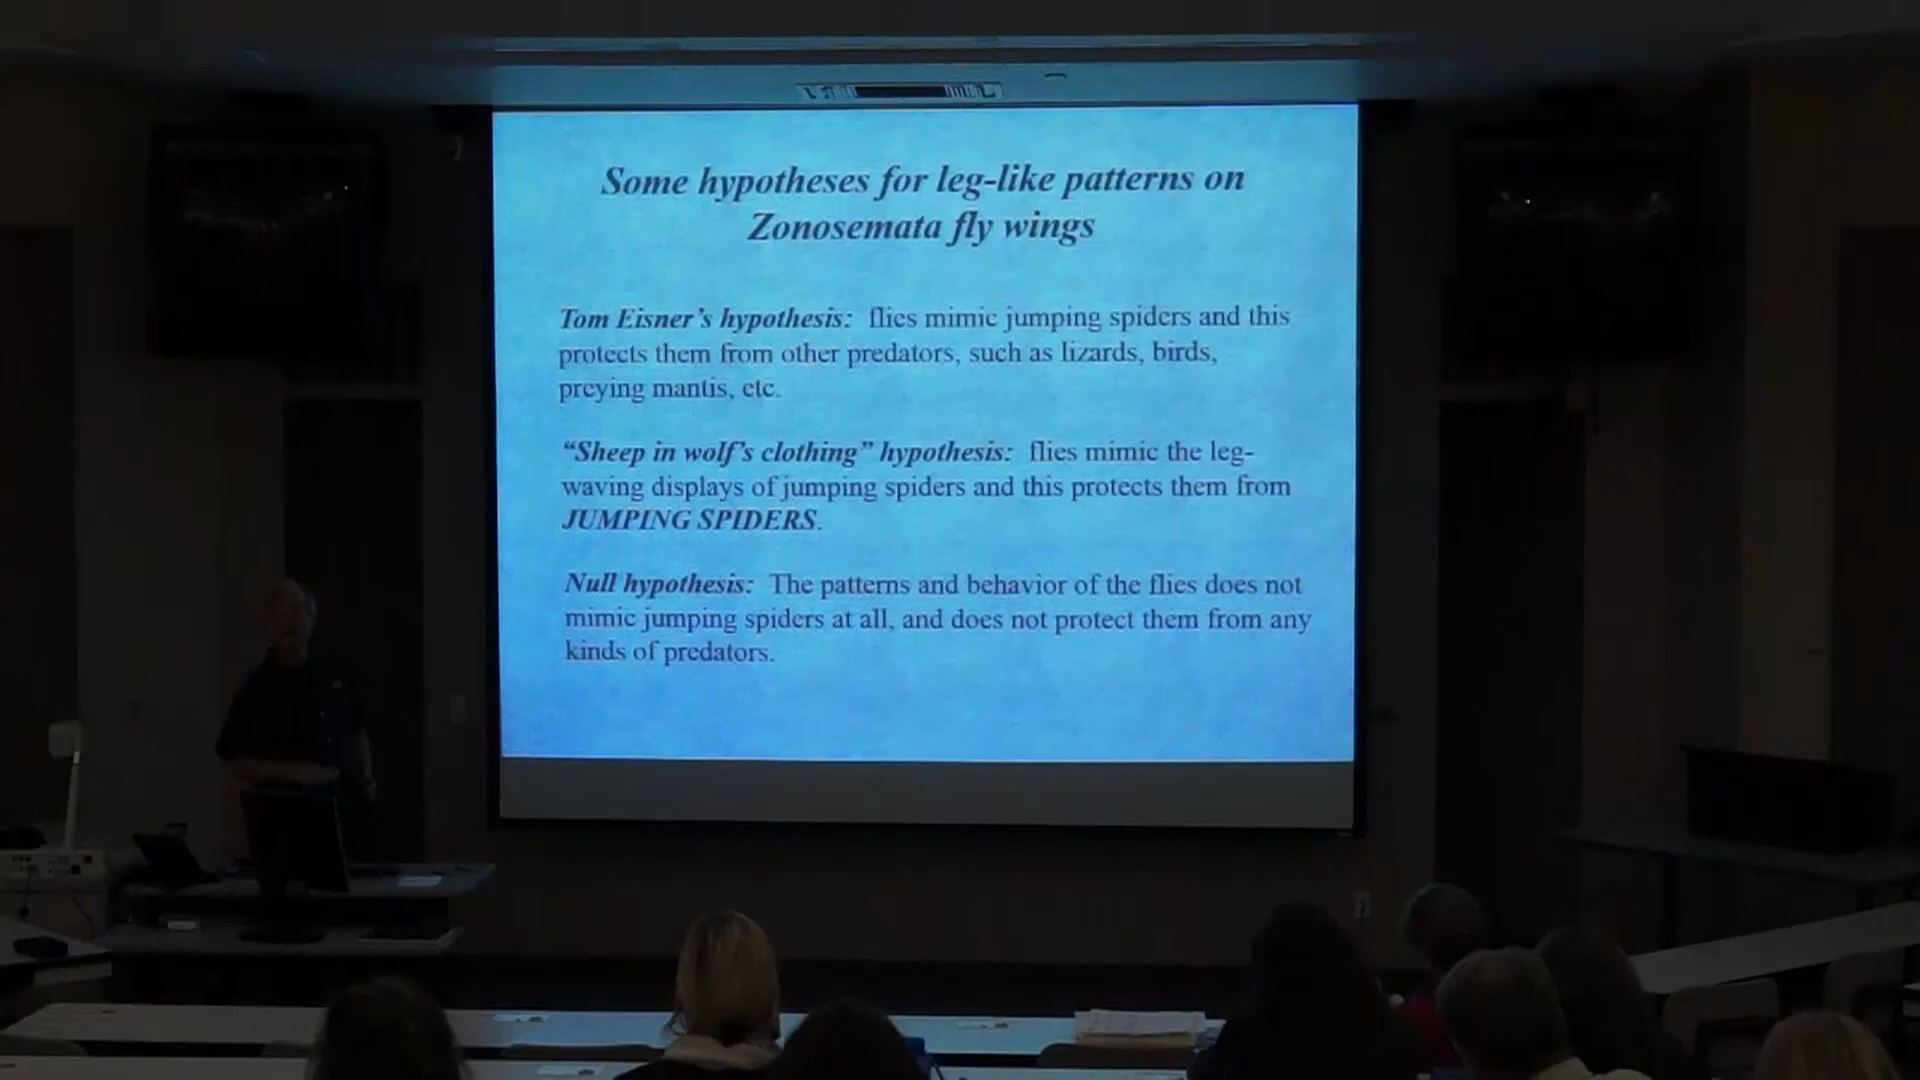 Some hypotheses for leg-like patterns on
Zonosemata fly wings
Tom Eisner's hypothesis: flies mimic jumping spiders and this
protects them from other predators, such as lizards, birds,
preying mantis, etc.
“Sheep in wolf's clothing” hypothesis: flies mimic the leg-
waving displays of jumping spiders and this protects them from
JUMPING SPIDERS.
Null hypothesis: The patterns and behavior of the flies does not
mimic jumping spiders at all, and does not protect them from any
kinds of predators.